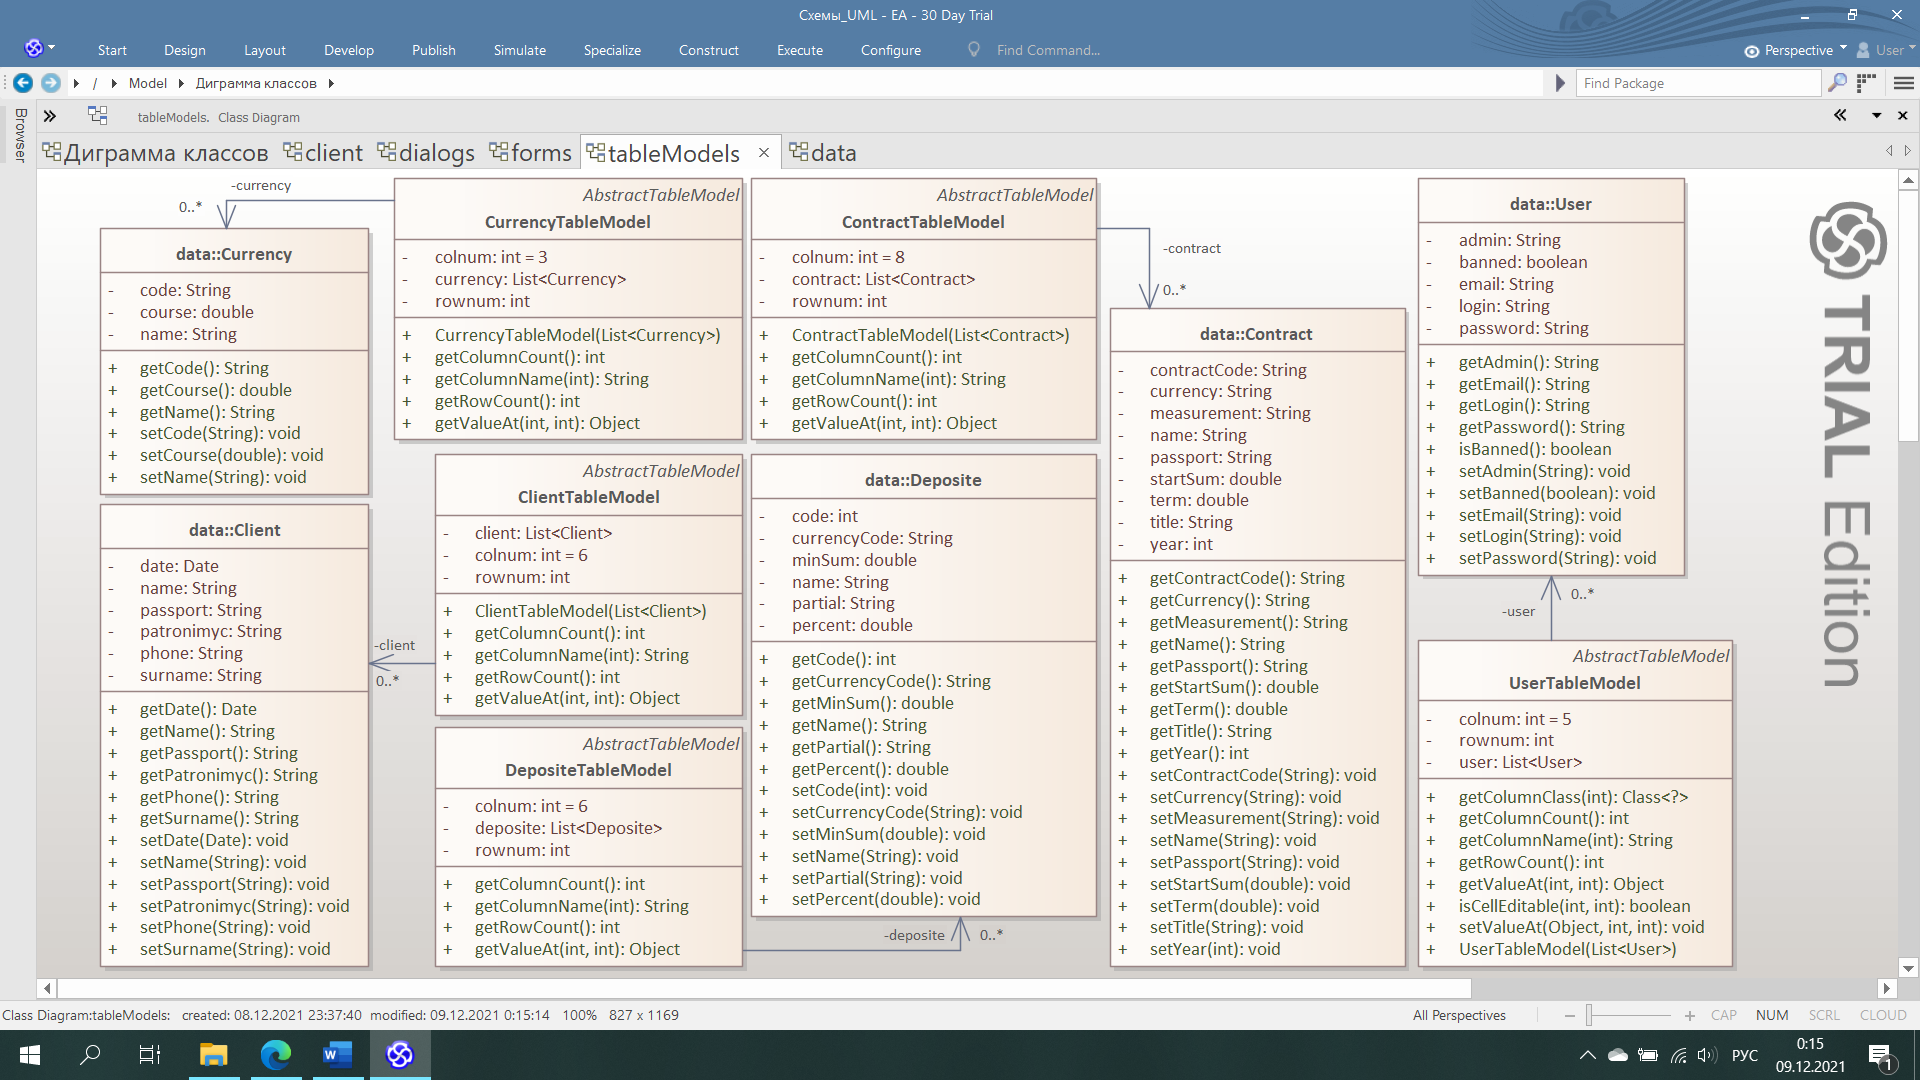 Схемы_UML - EA - 30 Day Trial
Start Design Layout Develop Publish Simulate Specialize Construct Execute Configure Find Command... Perspective User
/ Model Диграмма классов Find Package
Browser
tableModels. Class Diagram
Диграмма классов client dialogs forms tableModels × data
-currency
0..*
data::Currency
- code: String
- course: double
- name: String
+ getCode(): String
+ getCourse(): double
+ getName(): String
+ setCode(String): void
+ setCourse(double): void
+ setName(String): void
AbstractTableModel
CurrencyTableModel
- colnum: int = 3
- currency: List<Currency>
- rownum: int
+ CurrencyTableModel(List<Currency>)
+ getColumnCount(): int
+ getColumnName(int): String
+ getRowCount(): int
+ getValueAt(int, int): Object
AbstractTableModel
ContractTableModel
- colnum: int = 8
- contract: List<Contract>
- rownum: int
+ ContractTableModel(List<Contract>)
+ getColumnCount(): int
+ getColumnName(int): String
+ getRowCount(): int
+ getValueAt(int, int): Object
-contract
0..*
data::Contract
- contractCode: String
- currency: String
- measurement: String
- name: String
- passport: String
- startSum: double
- term: double
- title: String
- year: int
+ getContractCode(): String
+ getCurrency(): String
+ getMeasurement(): String
+ getName(): String
+ getPassport(): String
+ getStartSum(): double
+ getTerm(): double
+ getTitle(): String
+ getYear(): int
+ setContractCode(String): void
+ setCurrency(String): void
+ setMeasurement(String): void
+ setName(String): void
+ setPassport(String): void
+ setStartSum(double): void
+ setTerm(double): void
+ setTitle(String): void
+ setYear(int): void
data::User
- admin: String
- banned: boolean
- email: String
- login: String
- password: String
+ getAdmin(): String
+ getEmail(): String
+ getLogin(): String
+ getPassword(): String
+ isBanned(): boolean
+ setAdmin(String): void
+ setBanned(boolean): void
+ setEmail(String): void
+ setLogin(String): void
+ setPassword(String): void
0..*
-user
AbstractTableModel
UserTableModel
- colnum: int = 5
- rownum: int
- user: List<User>
+ getColumnClass(int): Class<?>
+ getColumnCount(): int
+ getColumnName(int): String
+ getRowCount(): int
+ getValueAt(int, int): Object
+ isCellEditable(int, int): boolean
+ setValueAt(Object, int, int): void
+ UserTableModel(List<User>)
TRIAL Edition
data::Client
- date: Date
- name: String
- passport: String
- patronimyc: String
- phone: String
- surname: String
+ getDate(): Date
+ getName(): String
+ getPassport(): String
+ getPatronimyc(): String
+ getPhone(): String
+ getSurname(): String
+ setDate(Date): void
+ setName(String): void
+ setPassport(String): void
+ setPatronimyc(String): void
+ setPhone(String): void
+ setSurname(String): void
-client
0..*
AbstractTableModel
ClientTableModel
- client: List<Client>
- colnum: int = 6
- rownum: int
+ ClientTableModel(List<Client>)
+ getColumnCount(): int
+ getColumnName(int): String
+ getRowCount(): int
+ getValueAt(int, int): Object
AbstractTableModel
DepositeTableModel
- colnum: int = 6
- deposite: List<Deposite>
- rownum: int
+ getColumnCount(): int
+ getColumnName(int): String
+ getRowCount(): int
+ getValueAt(int, int): Object
data::Deposite
- code: int
- currencyCode: String
- minSum: double
- name: String
- partial: String
- percent: double
+ getCode(): int
+ getCurrencyCode(): String
+ getMinSum(): double
+ getName(): String
+ getPartial(): String
+ getPercent(): double
+ setCode(int): void
+ setCurrencyCode(String): void
+ setMinSum(double): void
+ setName(String): void
+ setPartial(String): void
+ setPercent(double): void
-deposite
0..*
Class Diagram:tableModels: created: 08.12.2021 23:37:40 modified: 09.12.2021 0:15:14 100% 827 x 1169 All Perspectives CAP NUM SCRL CLOUD
РУС
0:15
09.12.2021
1